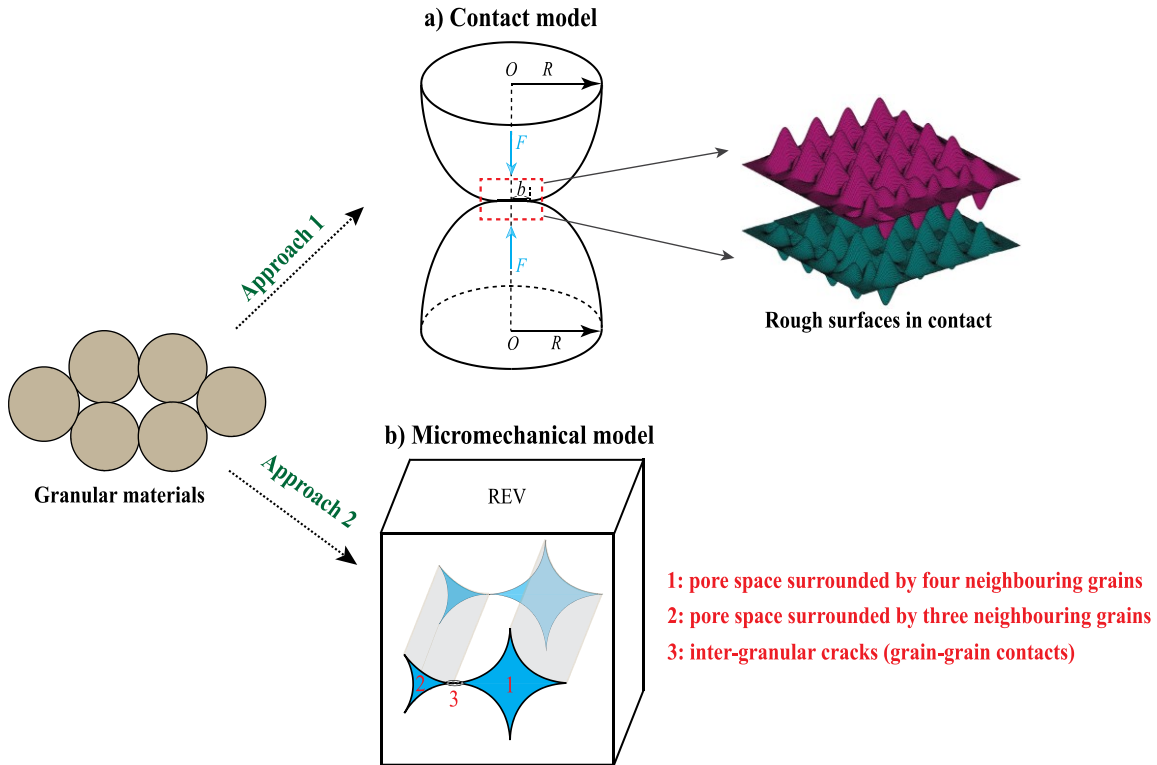 a) Contact model
O
R
F
b
F
O
R
Rough surfaces in contact
Approach 1
Granular materials
Approach 2
b) Micromechanical model
REV
1
2
3
1: pore space surrounded by four neighbouring grains
2: pore space surrounded by three neighbouring grains
3: inter-granular cracks (grain-grain contacts)